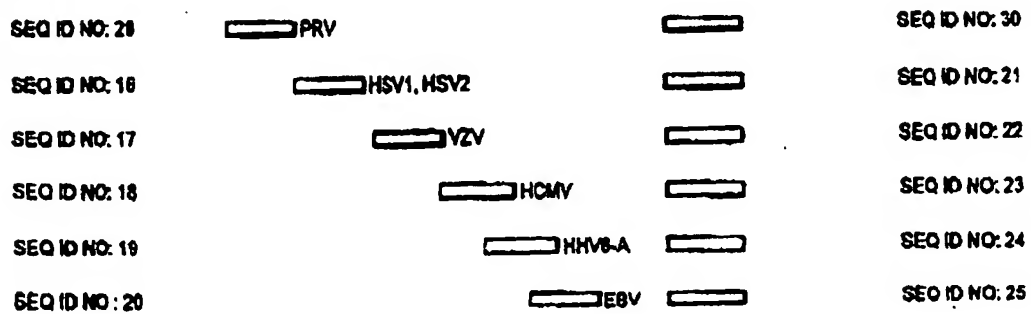 SEQ ID NO: 29 PRV SEQ ID NO: 30
SEQ ID NO: 16 HSV1, HSV2 SEQ ID NO: 21
SEQ ID NO: 17 VZV SEQ ID NO: 22
SEQ ID NO: 18 HCMV SEQ ID NO: 23
SEQ ID NO: 19 HHV6-A SEQ ID NO: 24
SEQ ID NO : 20 EBV SEQ ID NO: 25